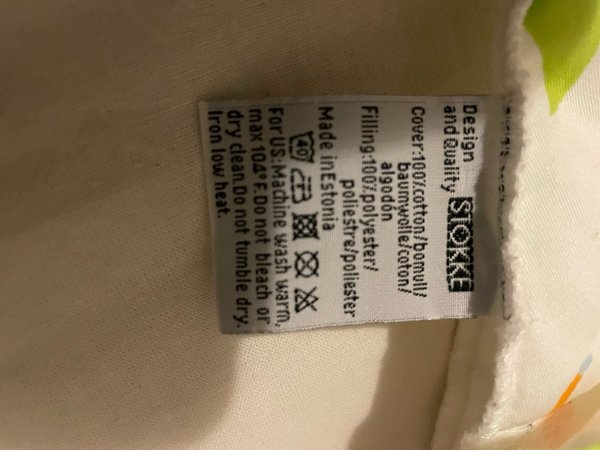 Design
and Quality STOKKE
Cover:100%cotton/bomull/
baumwolle/coton/
algodón
Filling:100%polyester/
poliestre/poliester
Made in Estonia
40
For US:Machine wash warm,
max 104°F.Do not bleach or
dry clean.Do not tumble dry.
Iron low heat.